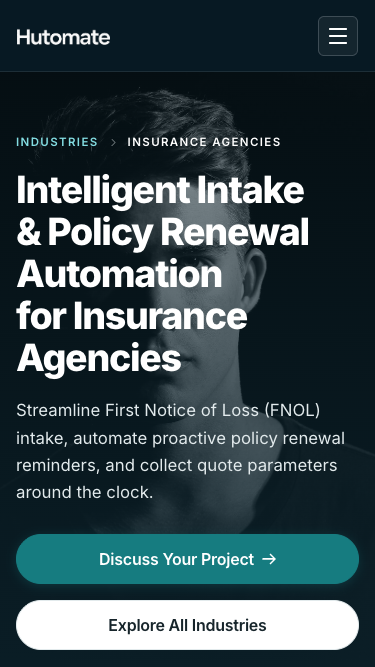 Hutomate
INDUSTRIES > INSURANCE AGENCIES
Intelligent Intake
& Policy Renewal
Automation
for Insurance
Agencies
Streamline First Notice of Loss (FNOL)
intake, automate proactive policy renewal
reminders, and collect quote parameters
around the clock.
Discuss Your Project →
Explore All Industries